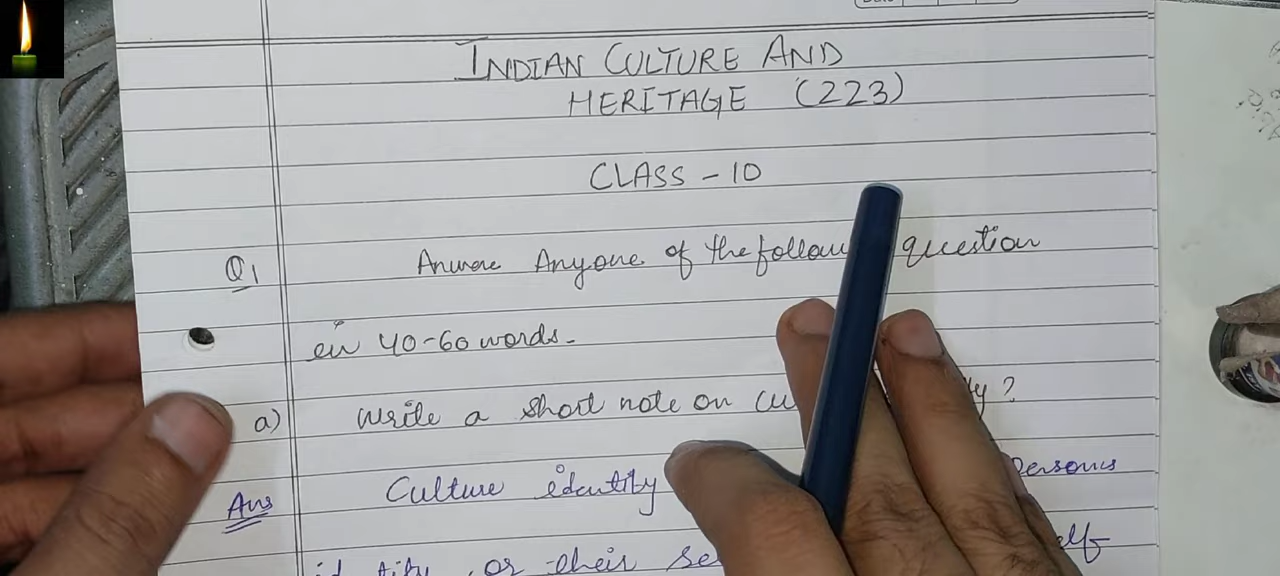 INDIAN CULTURE AND
HERITAGE (223)
CLASS - 10
Q1 Anyone of the question
in 40-60 words.
a) Write a short note on ?
Ans Culture identity persons
or their